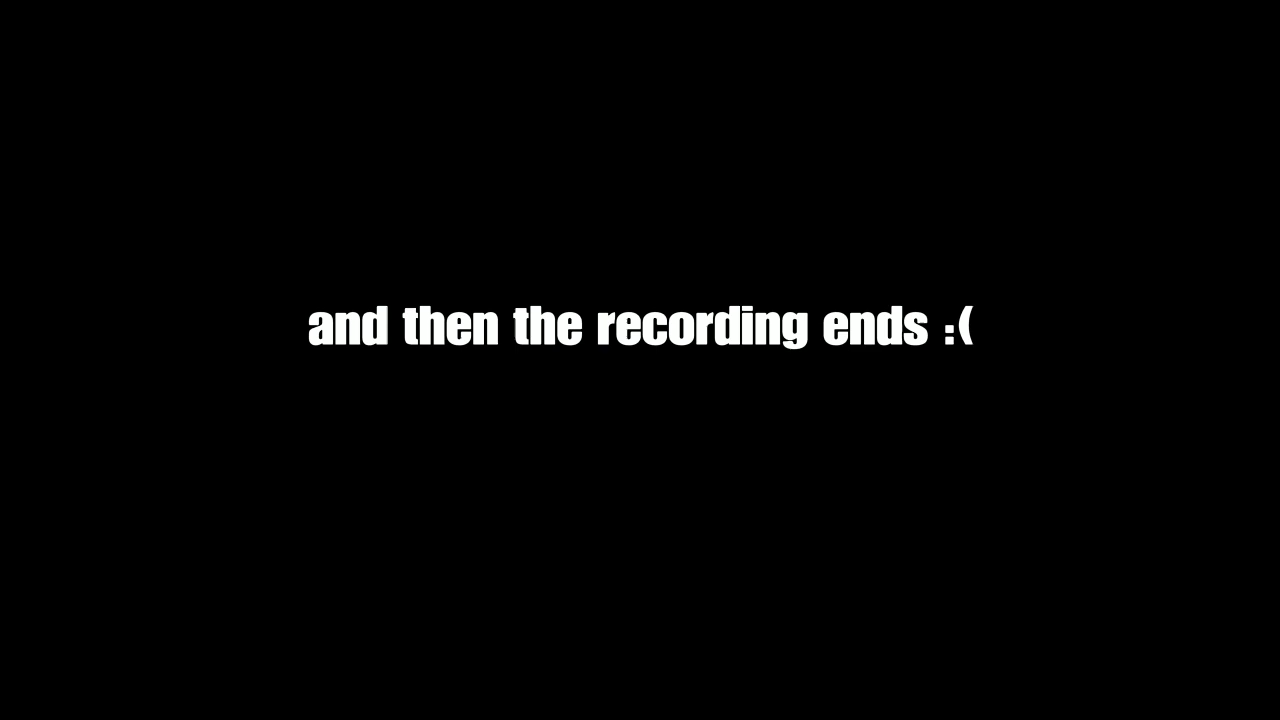 and then the recording ends :(